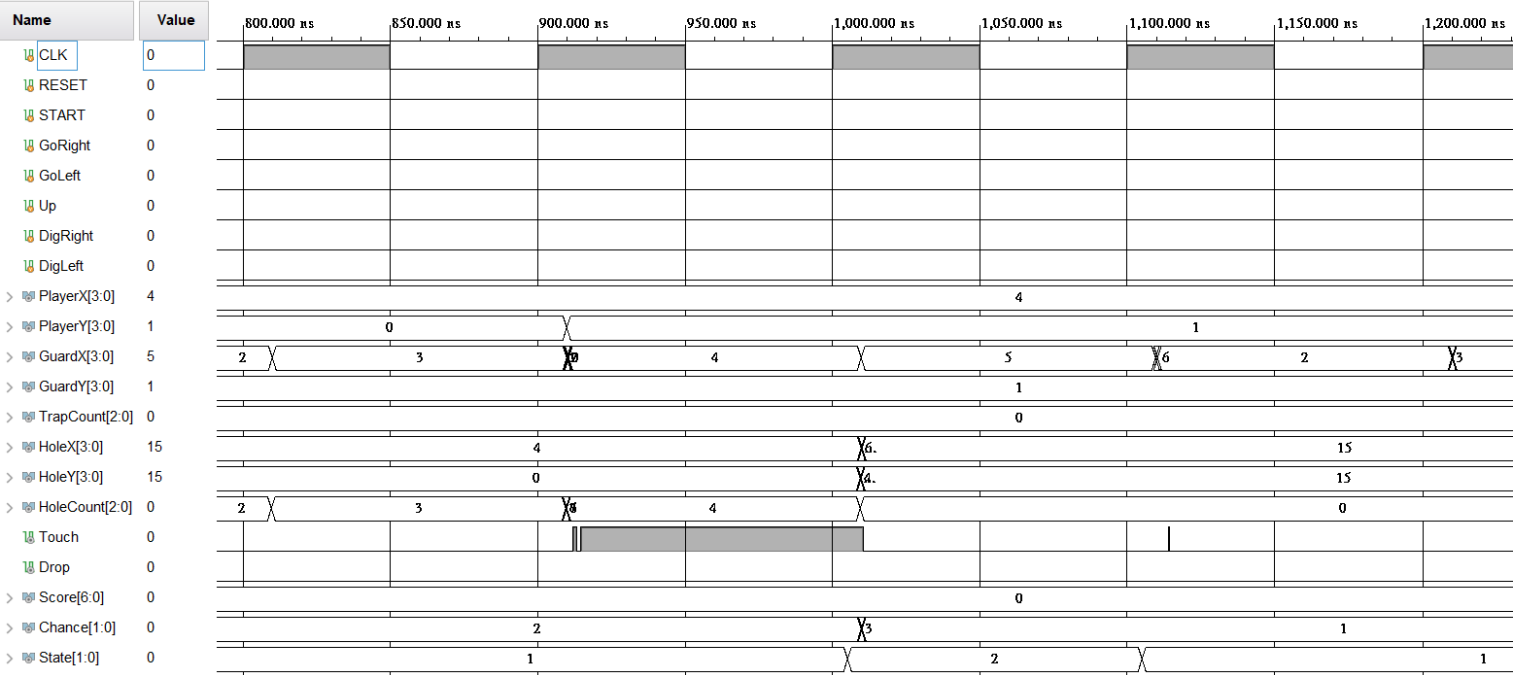 Name Value 800.000 ns 850.000 ns 900.000 ns 950.000 ns 1,000.000 ns 1,050.000 ns 1,100.000 ns 1,150.000 ns 1,200.000 ns
CLK 0
RESET 0
START 0
GoRight 0
GoLeft 0
Up 0
DigRight 0
DigLeft 0
PlayerX[3:0] 4 4
PlayerY[3:0] 1 0 1
GuardX[3:0] 5 2 3 4 5 6 2 3
GuardY[3:0] 1 1
TrapCount[2:0] 0 0
HoleX[3:0] 15 4 6. 15
HoleY[3:0] 15 0 4. 15
HoleCount[2:0] 0 2 3 4 0
Touch 0
Drop 0
Score[6:0] 0 0
Chance[1:0] 0 2 3 1
State[1:0] 0 1 2 1